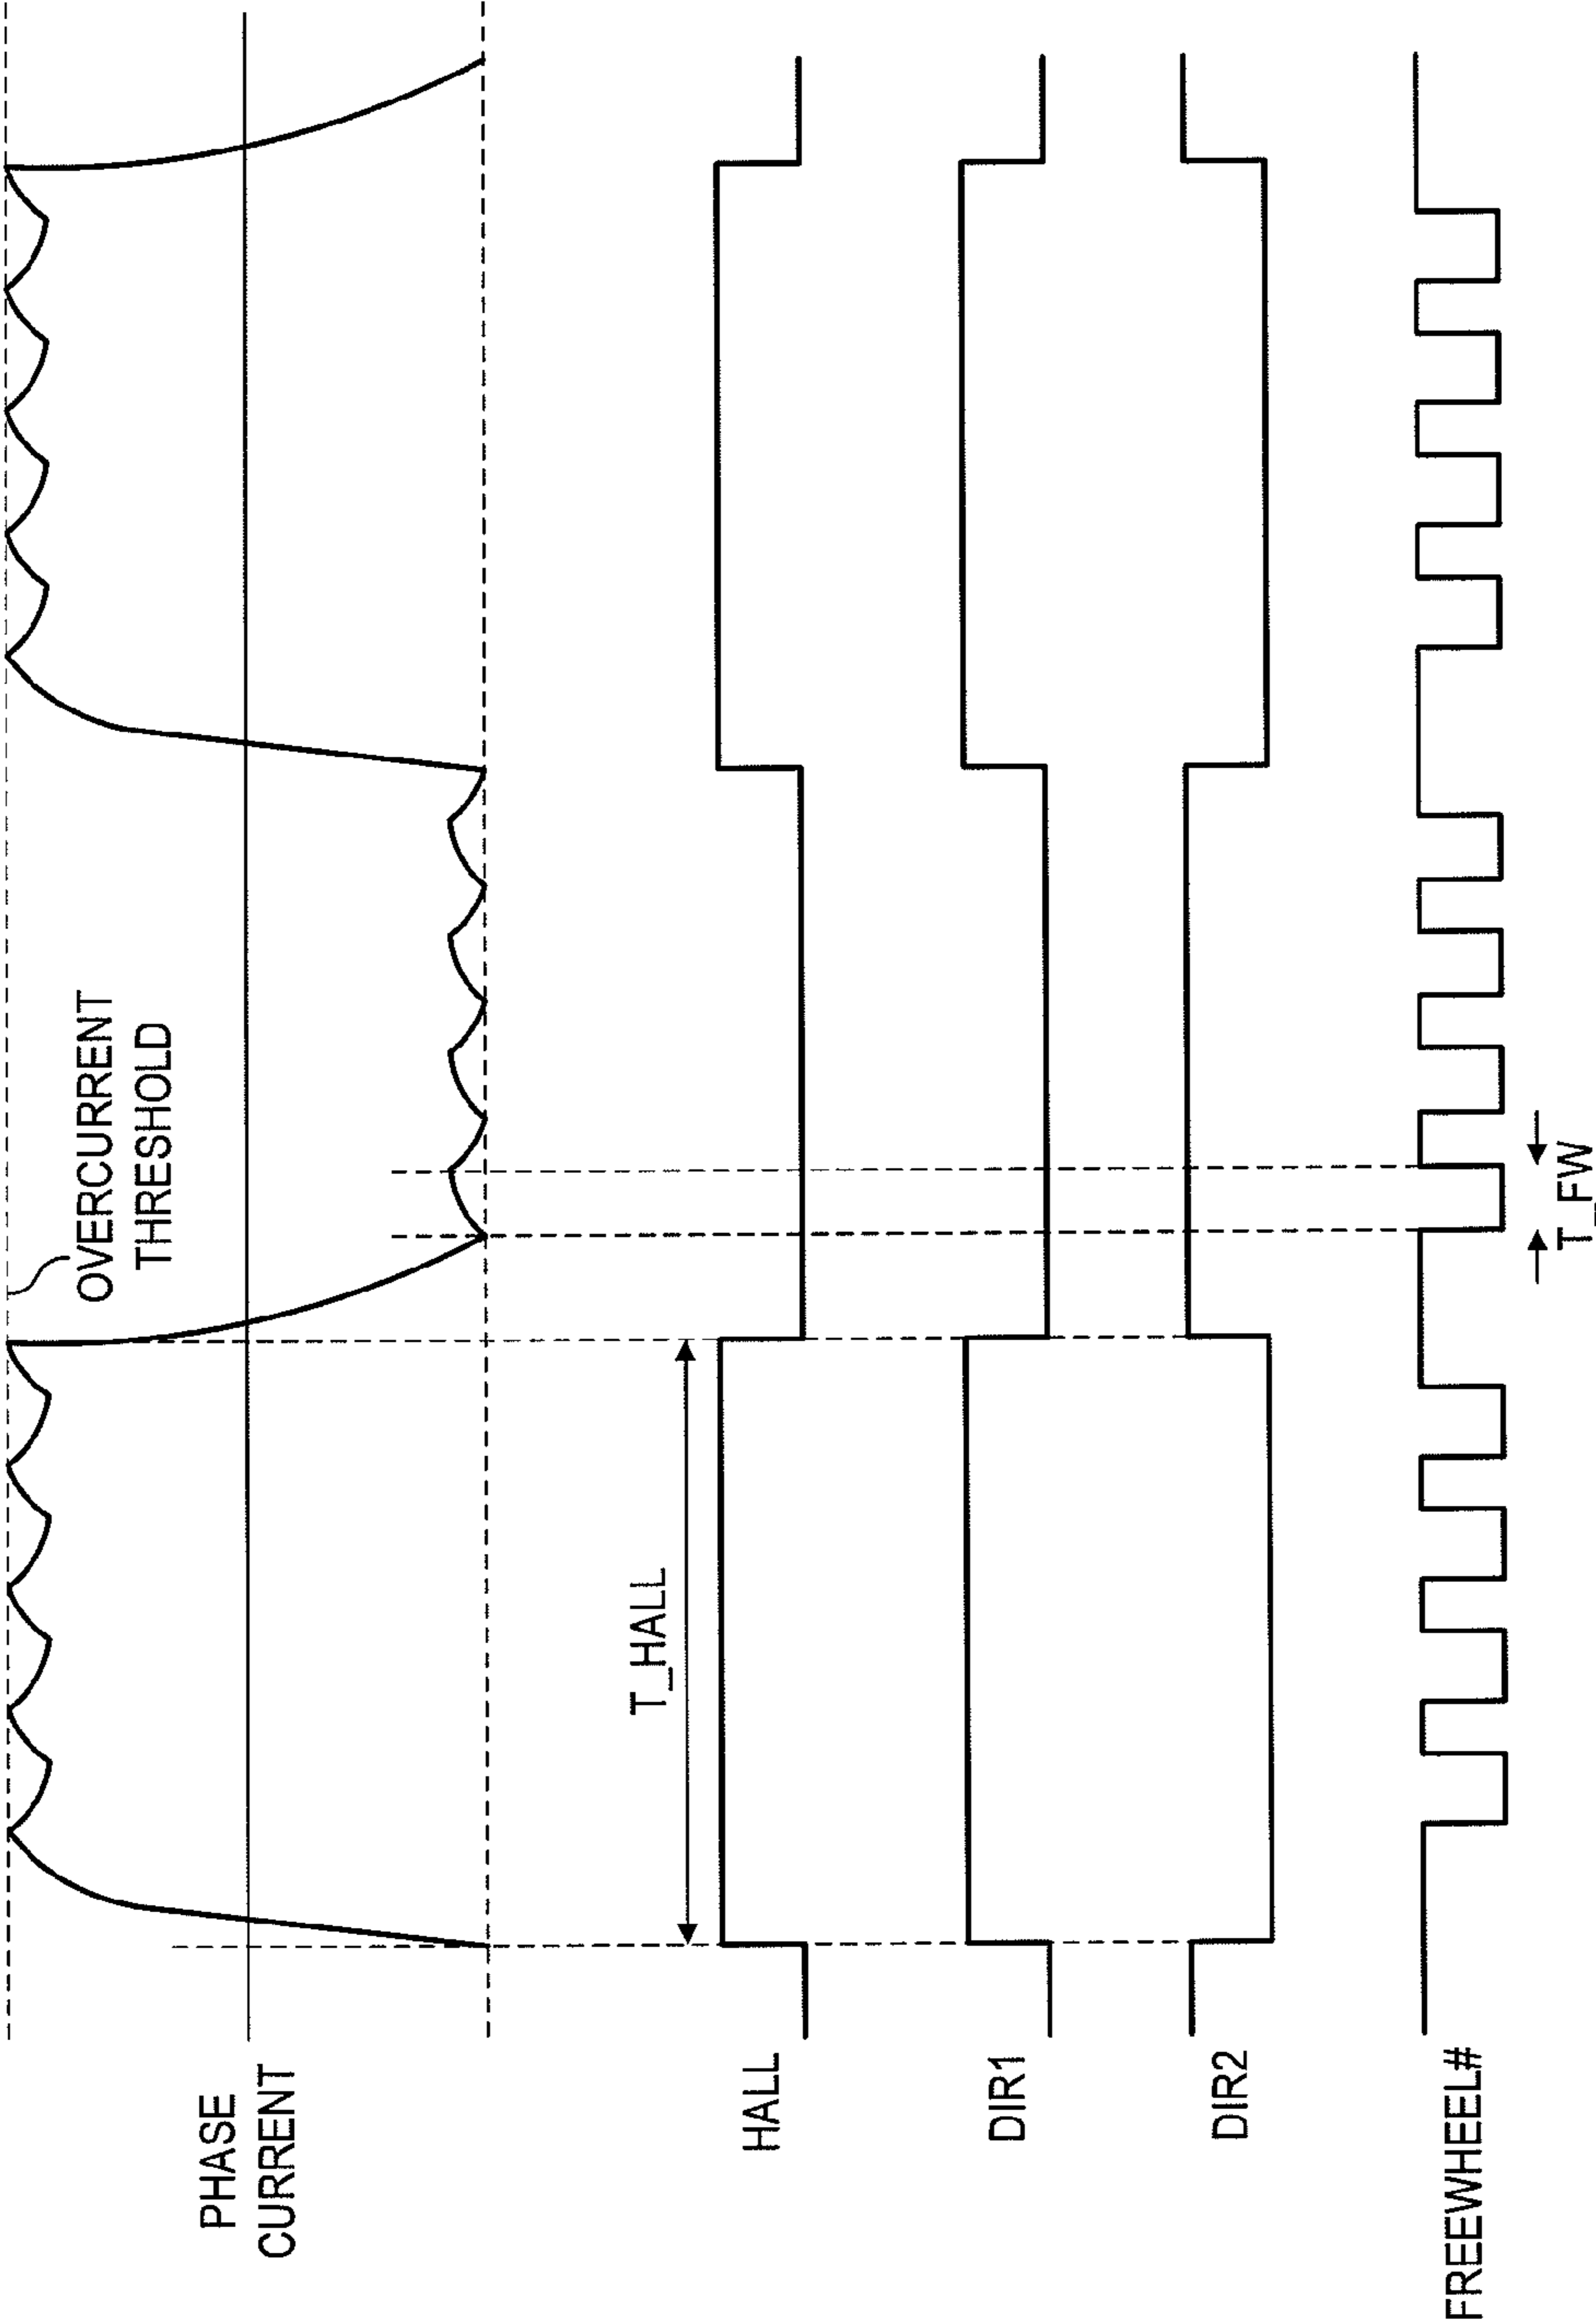 OVERCURRENT
THRESHOLD
PHASE
CURRENT
T_HALL
HALL
DIR1
DIR2
FREEWHEEL#
T_FW